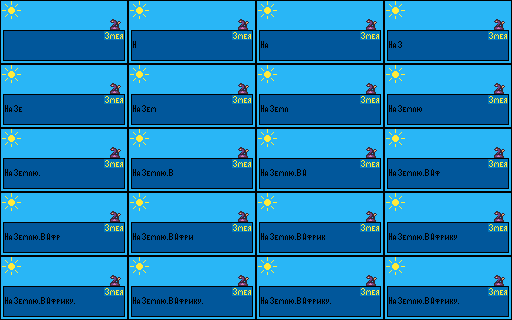 Змея
Змея
Н
Змея
На
Змея
НаЗ
Змея
НаЗе
Змея
НаЗем
Змея
НаЗемл
Змея
НаЗемлю
Змея
НаЗемлю.
Змея
НаЗемлю.В
Змея
НаЗемлю.ВА
Змея
НаЗемлю.ВАф
Змея
НаЗемлю.ВАфр
Змея
НаЗемлю.ВАфри
Змея
НаЗемлю.ВАфрик
Змея
НаЗемлю.ВАфрику
Змея
НаЗемлю.ВАфрику.
Змея
НаЗемлю.ВАфрику.
Змея
НаЗемлю.ВАфрику.
Змея
НаЗемлю.ВАфрику.